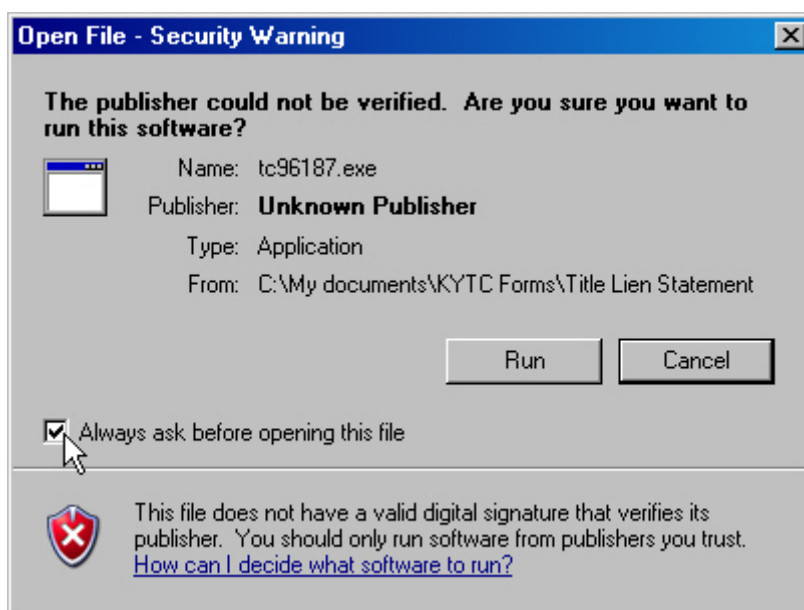 Open File - Security Warning
The publisher could not be verified.  Are you sure you want to
run this software?
Name: tc96187.exe
Publisher: Unknown Publisher
Type: Application
From: C:\My documents\KYTC Forms\Title Lien Statement
Run Cancel
Always ask before opening this file
This file does not have a valid digital signature that verifies its
publisher.  You should only run software from publishers you trust.
How can I decide what software to run?